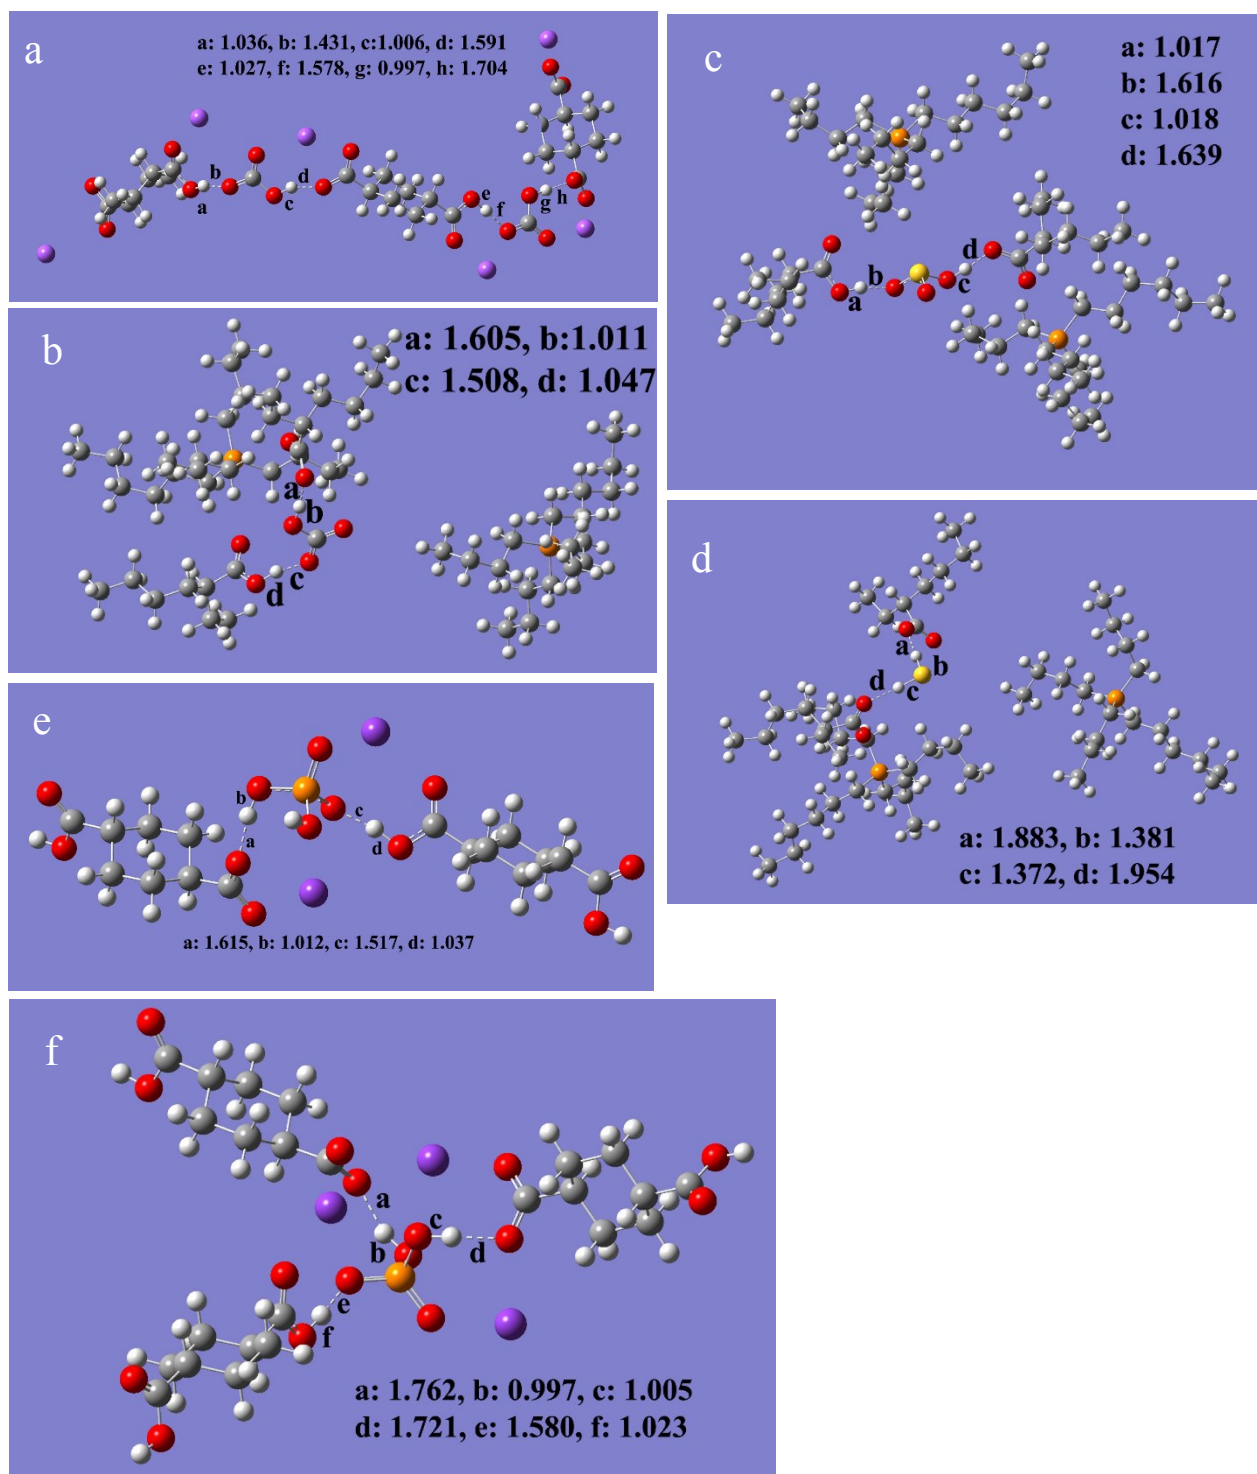 a
a: 1.036, b: 1.431, c:1.006, d: 1.591
e: 1.027, f: 1.578, g: 0.997, h: 1.704
b
d
a
c
e
f
g
h
c
a: 1.017
b: 1.616
c: 1.018
d: 1.639
d
b
a
c
b
a: 1.605, b:1.011
c: 1.508, d: 1.047
a
b
c
d
d
a
b
d
c
a: 1.883, b: 1.381
c: 1.372, d: 1.954
e
b
c
a
d
a: 1.615, b: 1.012, c: 1.517, d: 1.037
f
a
c
b
d
e
f
a: 1.762, b: 0.997, c: 1.005
d: 1.721, e: 1.580, f: 1.023